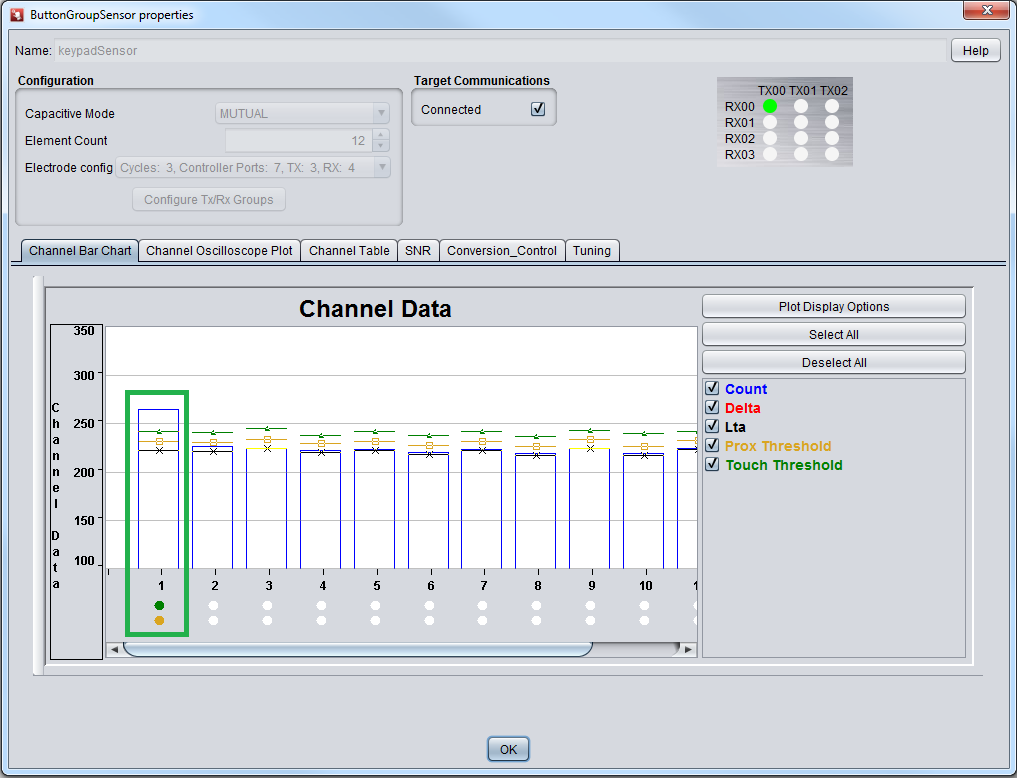 ButtonGroupSensor properties
Name: keypadSensor
Help
Configuration
Capacitive Mode MUTUAL
Element Count 12
Electrode config Cycles: 3, Controller Ports: 7, TX: 3, RX: 4
Configure Tx/Rx Groups
Target Communications
Connected
TX00 TX01 TX02
RX00
RX01
RX02
RX03
Channel Bar Chart Channel Oscilloscope Plot Channel Table SNR Conversion_Control Tuning
Channel Data
Channel Data
350
300
250
200
150
100
1 2 3 4 5 6 7 8 9 10 1
Plot Display Options
Select All
Deselect All
Count
Delta
Lta
Prox Threshold
Touch Threshold
OK